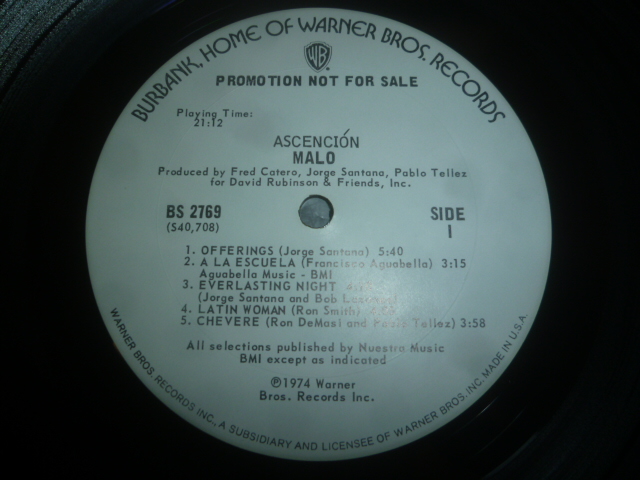 BURBANK, HOME OF WARNER BROS. RECORDS
WB
PROMOTION NOT FOR SALE
Playing Time:
21:12
ASCENCIÓN
MALO
Produced by Fred Catero, Jorge Santana, Pablo Tellez
for David Rubinson & Friends, Inc.
BS 2769
(S40,708)
SIDE
1
1. OFFERINGS (Jorge Santana) 5:40
2. A LA ESCUELA (Francisco Aguabella) 3:15
Aguabella Music - BMI
3. EVERLASTING NIGHT
(Jorge Santana and Bob
4. LATIN WOMAN (Ron Smith)
5. CHEVERE (Ron DeMasi and Pablo Tellez) 3:58
All selections published by Nuestra Music
BMI except as indicated
℗1974 Warner
Bros. Records Inc.
WARNER BROS. RECORDS INC., A SUBSIDIARY AND LICENSEE OF WARNER BROS. INC. MADE IN U.S.A.